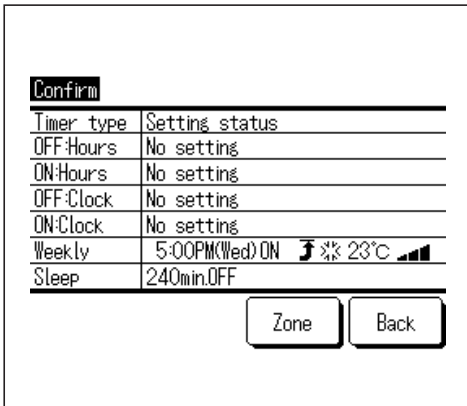 Confirm
Timer type Setting status
OFF:Hours No setting
ON:Hours No setting
OFF:Clock No setting
ON:Clock No setting
Weekly 5:00PM(Wed)ON 23℃
Sleep 240min.OFF
Zone Back